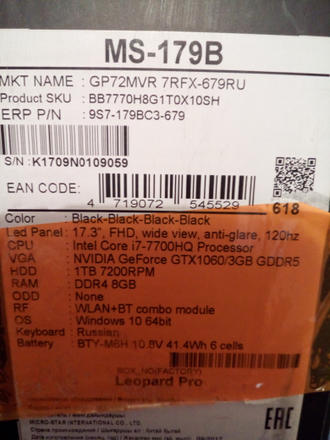 MS-179B
MKT NAME : GP72MVR 7RFX-679RU
Product SKU : BB7770H8G1T0X10SH
ERP P/N : 9S7-179BC3-679
S/N: K1709N0109059
EAN CODE:
4 719072 545529
618
Color : Black-Black-Black-Black
Led Panel : 17.3", FHD, wide view, anti-glare, 120hz
CPU : Intel Core i7-7700HQ Processor
VGA : NVIDIA GeForce GTX1060/3GB GDDR5
HDD : 1TB 7200RPM
RAM : DDR4 8GB
ODD : None
RF : WLAN+BT combo module
OS : Windows 10 64bit
Keyboard : Russian
Battery : BTY-M6H 10.8V 41.4Wh 6 cells
BOX_NO(FACTORY)
Leopard Pro
MICRO-STAR INTERNATIONAL CO., LTD.
EAC